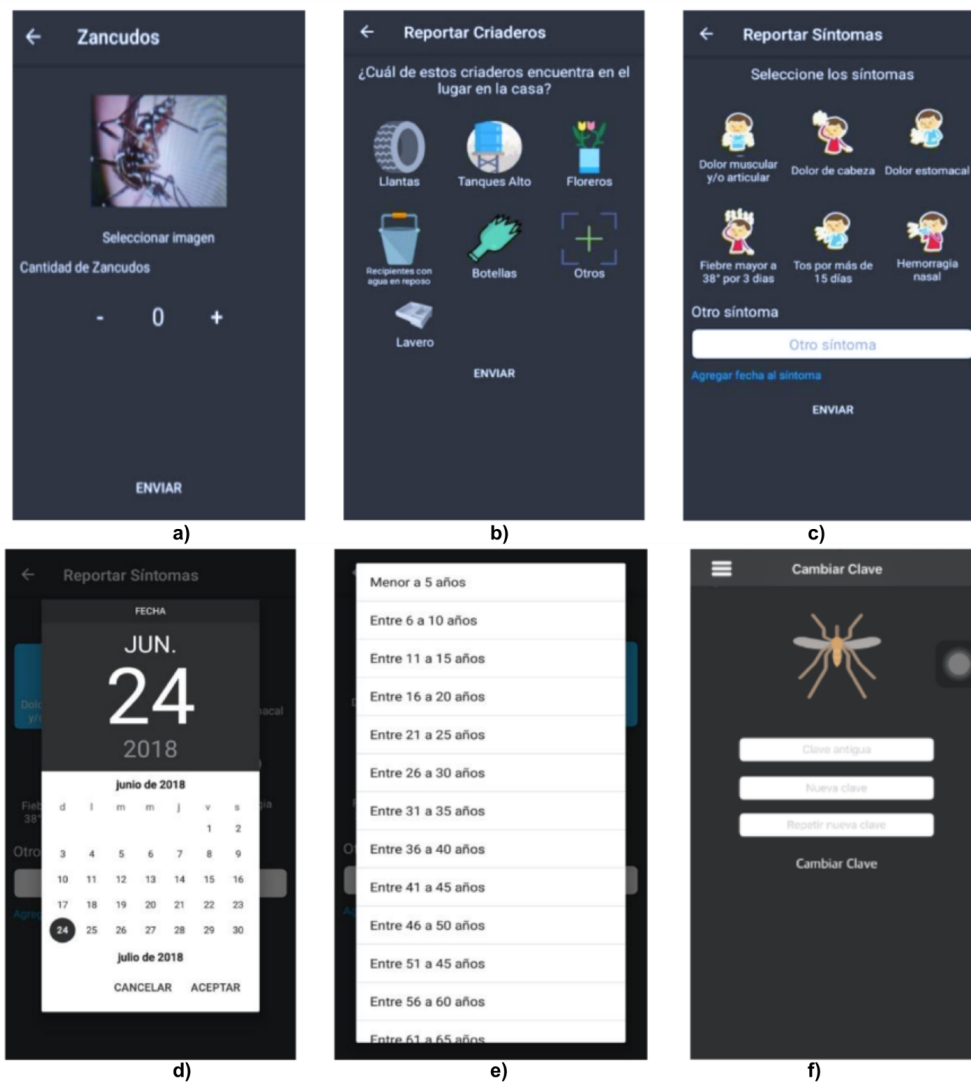 Zancudos
Seleccionar imagen
Cantidad de Zancudos
- 0 +
ENVIAR
a)
Reportar Criaderos
¿Cuál de estos criaderos encuentra en el
lugar en la casa?
Llantas
Tanques Alto
Floreros
Recipientes con
agua en reposo
Botellas
Otros
Lavero
ENVIAR
b)
Reportar Síntomas
Seleccione los síntomas
Dolor muscular
y/o articular
Dolor de cabeza
Dolor estomacal
Fiebre mayor a
38° por 3 dias
Tos por más de
15 días
Hemorragia
nasal
Otro síntoma
Otro síntoma
Agregar fecha al síntoma
ENVIAR
c)
Reportar Síntomas
FECHA
JUN.
24
2018
junio de 2018
d l m m j v s
1 2
3 4 5 6 7 8 9
10 11 12 13 14 15 16
17 18 19 20 21 22 23
24 25 26 27 28 29 30
julio de 2018
CANCELAR ACEPTAR
Otro
d)
Menor a 5 años
Entre 6 a 10 años
Entre 11 a 15 años
Entre 16 a 20 años
Entre 21 a 25 años
Entre 26 a 30 años
Entre 31 a 35 años
Entre 36 a 40 años
Entre 41 a 45 años
Entre 46 a 50 años
Entre 51 a 45 años
Entre 56 a 60 años
Entre 61 a 65 años
e)
Cambiar Clave
Clave antigua
Nueva clave
Repetir nueva clave
Cambiar Clave
f)